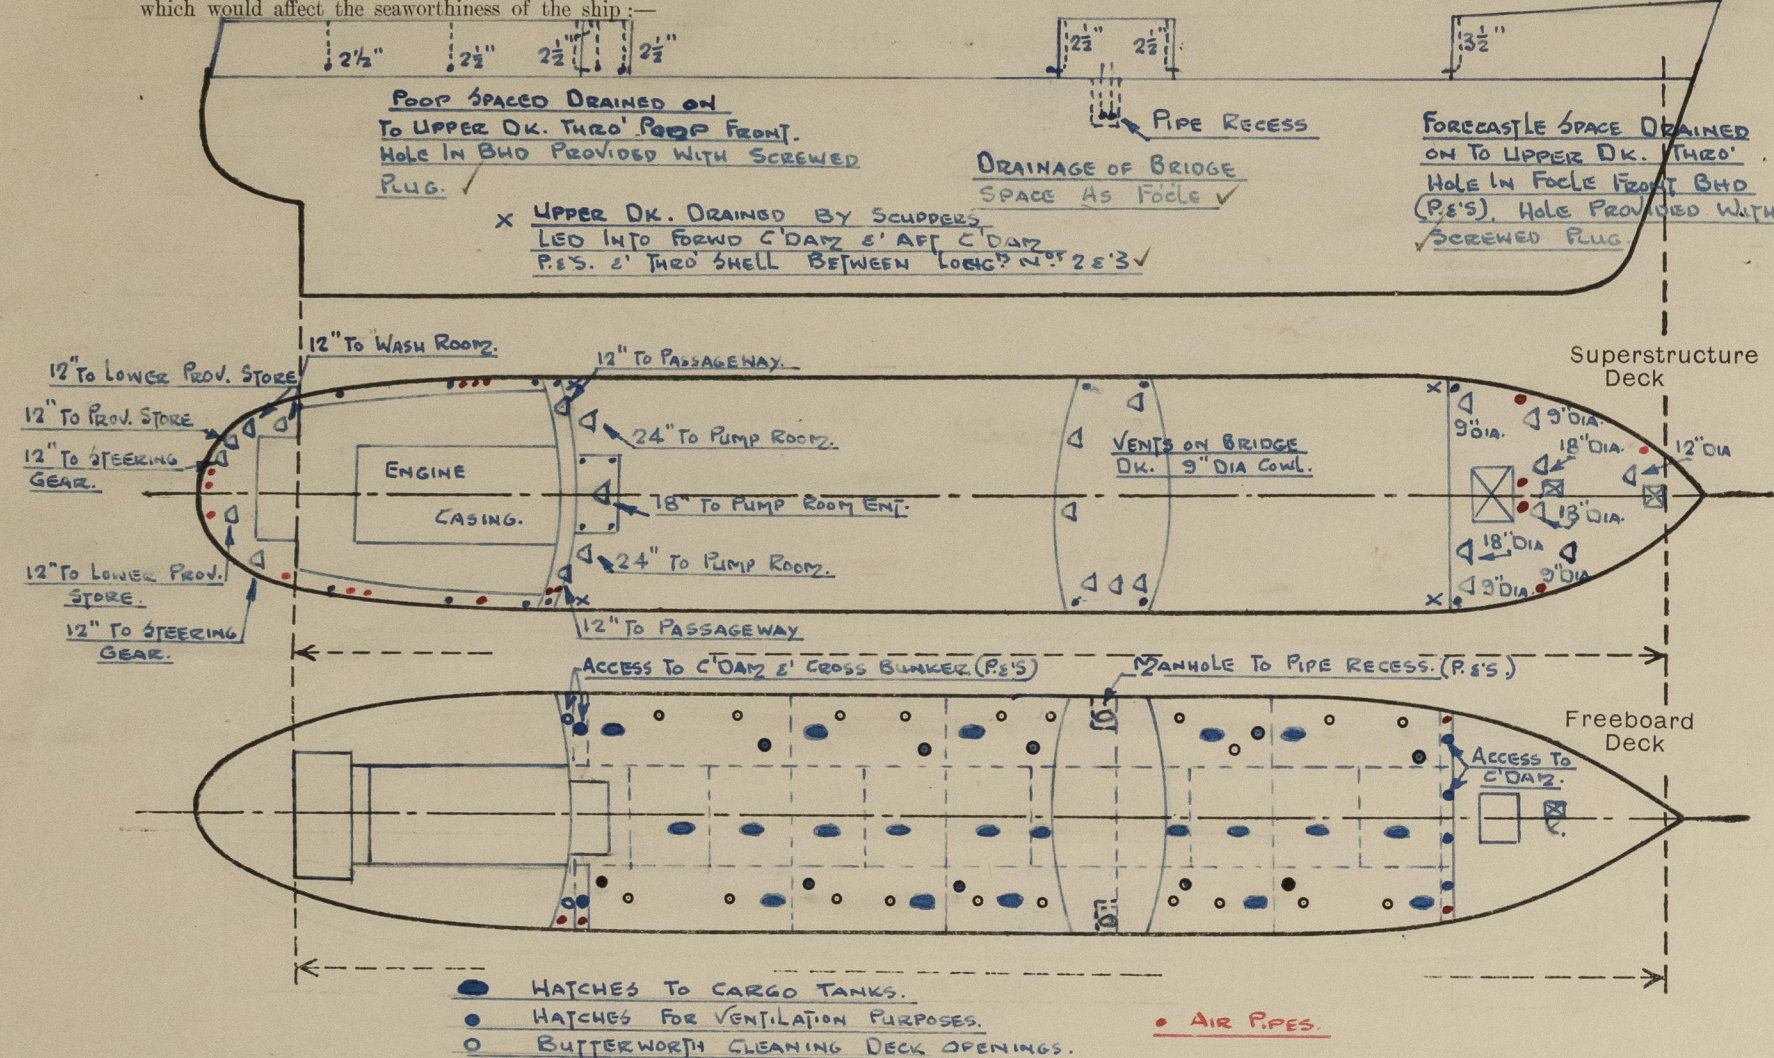 which would affect the seaworthiness of the ship :—
2½"
2½"
2½"
2½"
2½"
2½"
3½"
POOP SPACED DRAINED ON
TO UPPER DK. THRO' POOP FRONT.
HOLE IN BHD PROVIDED WITH SCREWED
PLUG. ✓
PIPE RECESS
DRAINAGE OF BRIDGE
SPACE AS FOC'LE ✓
FORECASTLE SPACE DRAINED
ON TO UPPER DK. THRO'
HOLE IN FOCLE FRONT BHD
(P.&'S). HOLE PROVIDED WITH
✓ SCREWED PLUG.
X UPPER DK. DRAINED BY SCUPPERS
LED INTO FORWD C'DAM &' AFT C'DAM
P.&S. &' THRO' SHELL BETWEEN Nos 2 &'3 ✓
12" TO WASH ROOM.
12" TO LOWER PROV. STORE
12" TO PROV. STORE
12" TO STEERING
GEAR.
12" TO PASSAGEWAY.
24" TO PUMP ROOM.
ENGINE
CASING.
18" TO PUMP ROOM ENT.
24" TO PUMP ROOM.
12" TO PASSAGEWAY
12" TO LOWER PROV.
STORE.
12" TO STEERING
GEAR.
VENTS ON BRIDGE
DK. 9" DIA COWL.
Superstructure
Deck
X
9" DIA.
9" DIA.
18" DIA.
12" DIA
18" DIA.
18" DIA
9" DIA
9" DIA.
X
X
X
ACCESS TO C'DAM &' CROSS BUNKER (P.&'S)
MANHOLE TO PIPE RECESS. (P.&'S.)
Freeboard
Deck
ACCESS TO
C'DAM.
HATCHES TO CARGO TANKS.
HATCHES FOR VENTILATION PURPOSES.
BUTTERWORTH CLEANING DECK OPENINGS.
AIR PIPES.